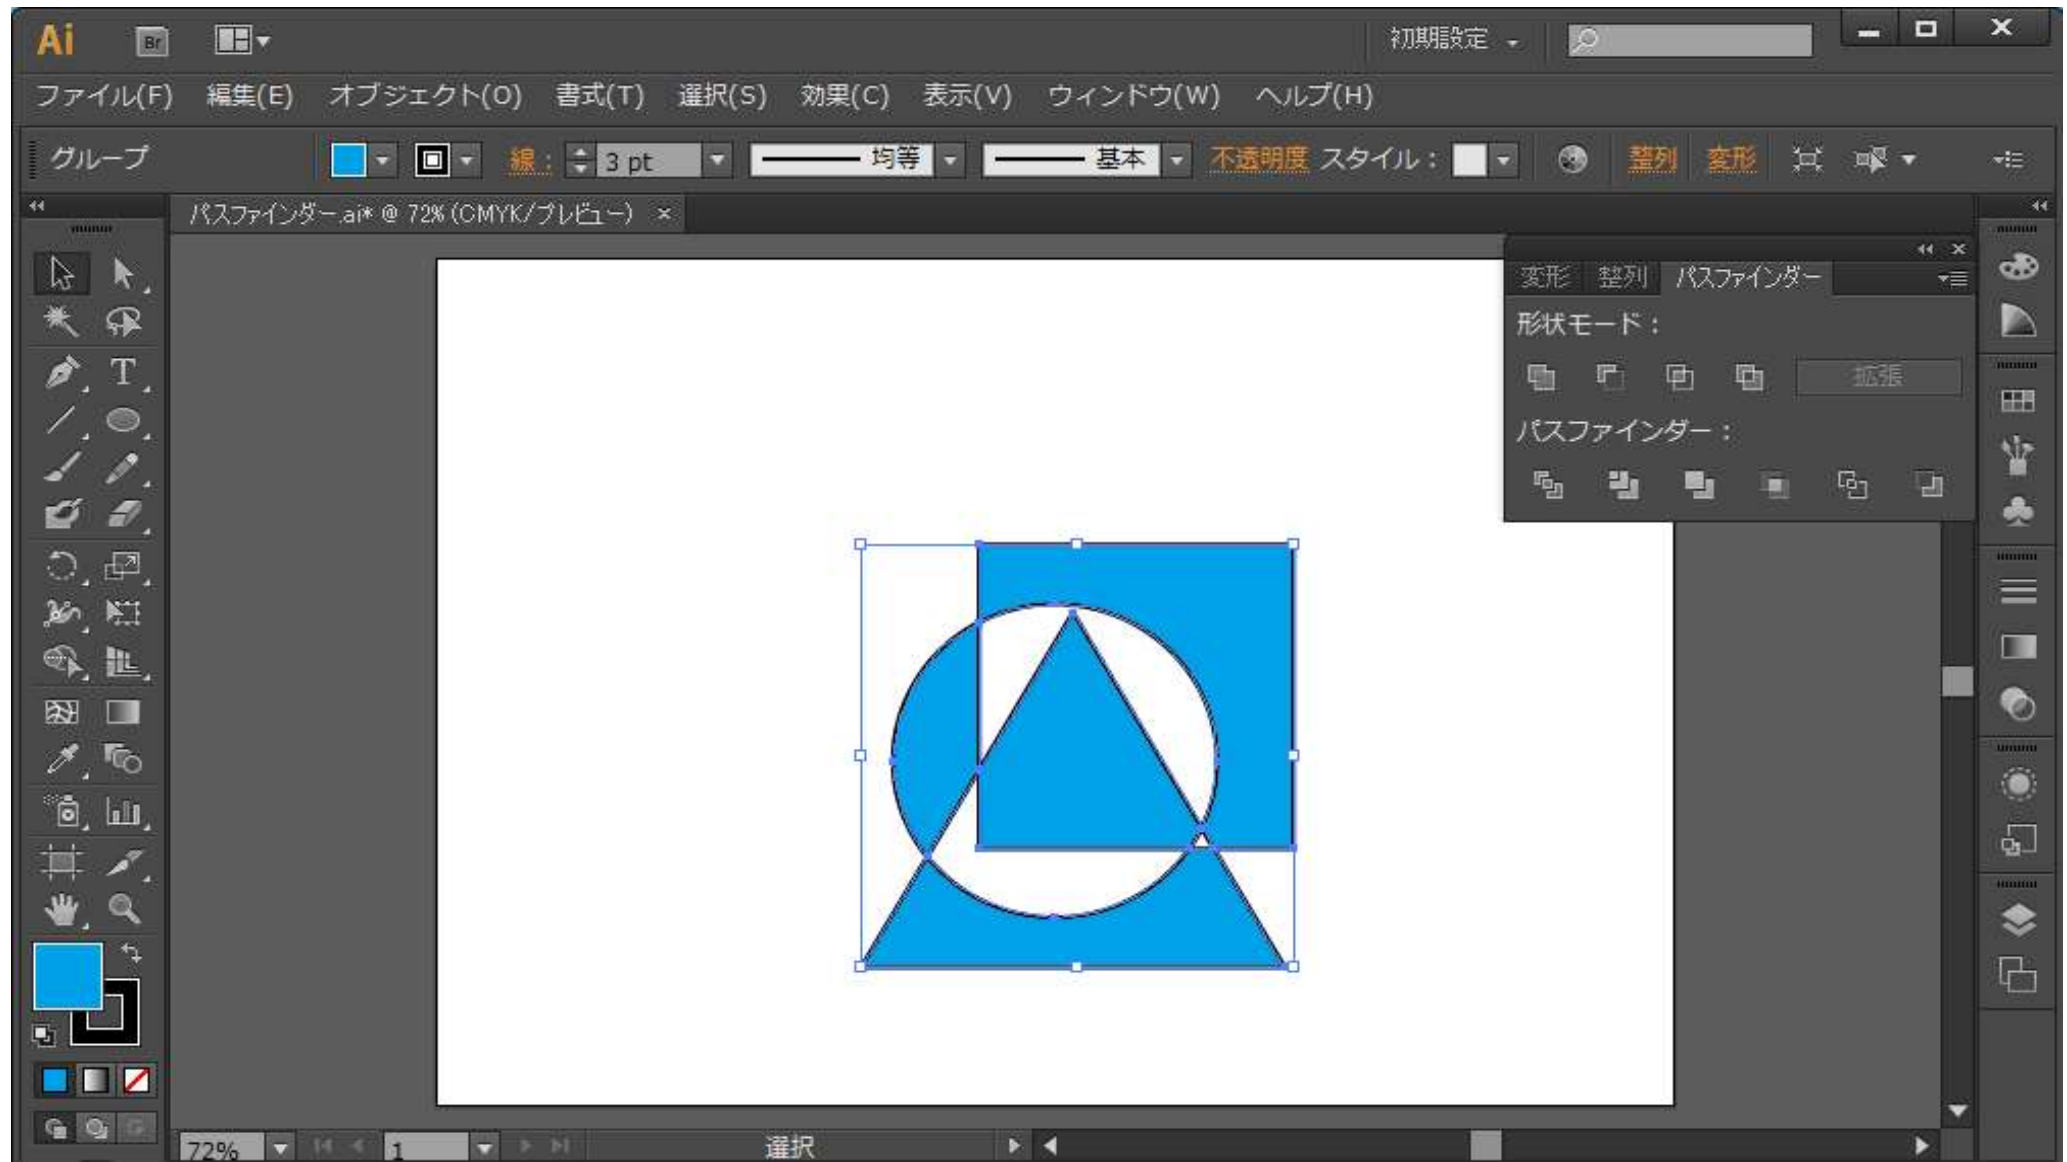 Ai Br 初期設定
ファイル(F) 編集(E) オブジェクト(O) 書式(T) 選択(S) 効果(C) 表示(V) ウィンドウ(W) ヘルプ(H)
グループ 線: 3 pt 均等 基本 不透明度 スタイル: 整列 変形
パスファインダー.ai* @ 72% (CMYK/プレビュー) ×
変形 整列 パスファインダー
形状モード:
拡張
パスファインダー:
T
72% 1 選択